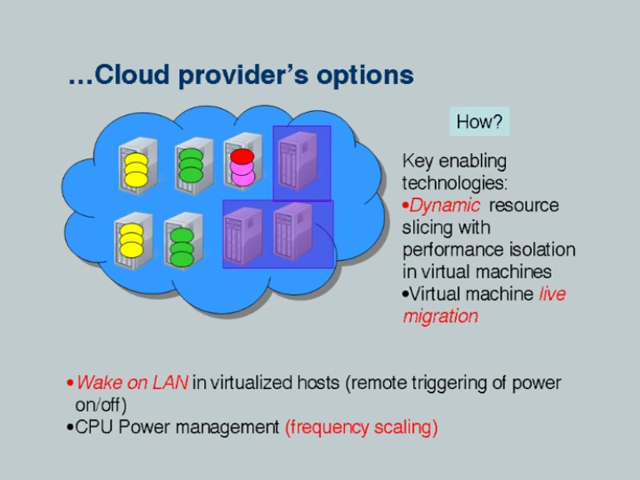 …Cloud provider’s options
How?
Key enabling
technologies:
•Dynamic resource
slicing with
performance isolation
in virtual machines
•Virtual machine live
migration
•Wake on LAN in virtualized hosts (remote triggering of power
on/off)
•CPU Power management (frequency scaling)